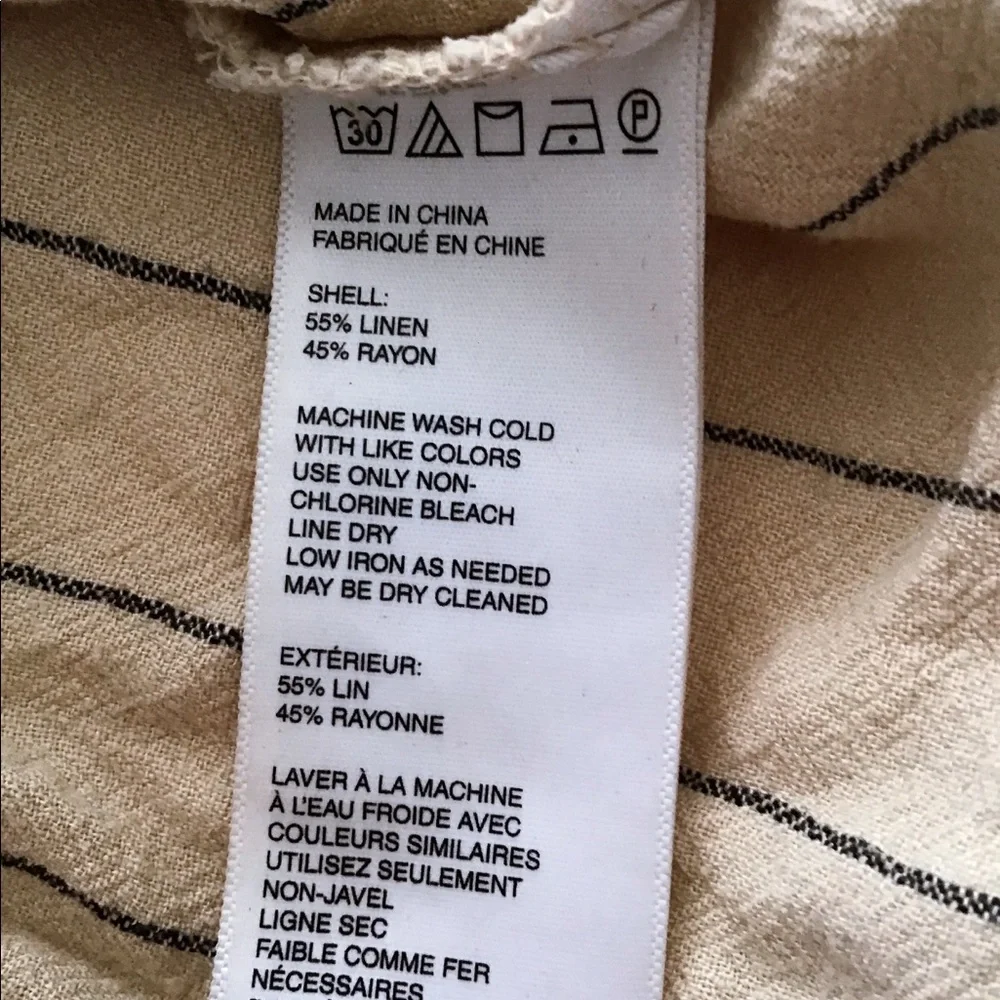 30 P
MADE IN CHINA
FABRIQUÉ EN CHINE
SHELL:
55% LINEN
45% RAYON
MACHINE WASH COLD
WITH LIKE COLORS
USE ONLY NON-
CHLORINE BLEACH
LINE DRY
LOW IRON AS NEEDED
MAY BE DRY CLEANED
EXTÉRIEUR:
55% LIN
45% RAYONNE
LAVER À LA MACHINE
À L'EAU FROIDE AVEC
COULEURS SIMILAIRES
UTILISEZ SEULEMENT
NON-JAVEL
LIGNE SEC
FAIBLE COMME FER
NÉCESSAIRES